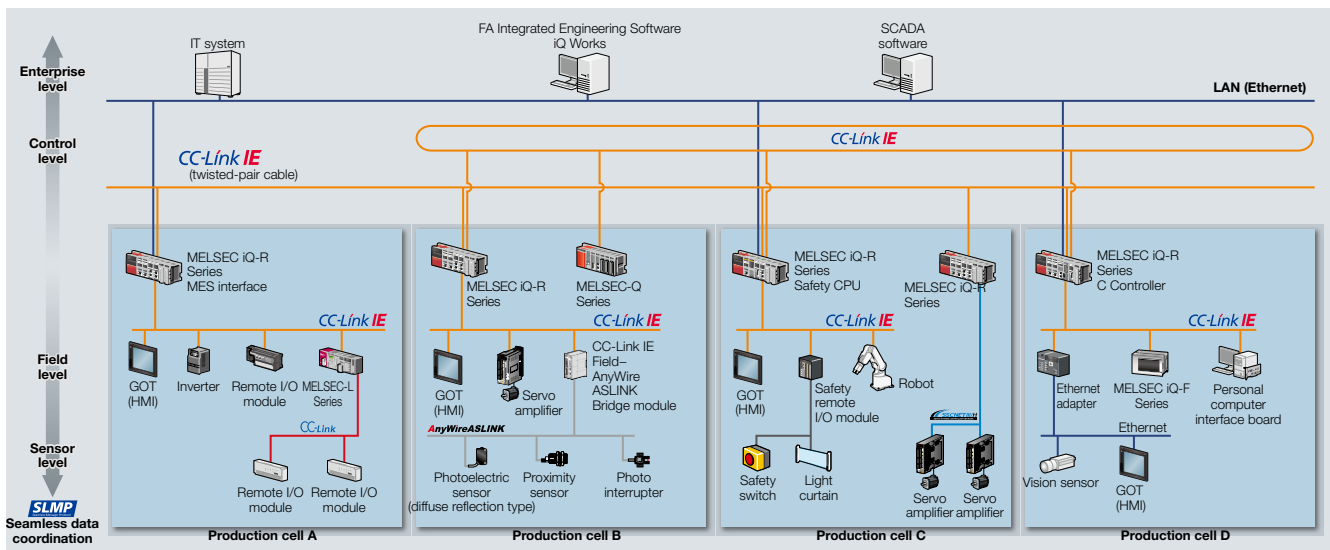 IT system
FA Integrated Engineering Software
iQ Works
SCADA
software
Enterprise
level
LAN (Ethernet)
Control
level
CC-Link IE
CC-Link IE
(twisted-pair cable)
MELSEC iQ-R
Series
MES interface
CC-Link IE
GOT
(HMI)
Inverter
Remote I/O
module
MELSEC-L
Series
CC-Link
Remote I/O
module
Remote I/O
module
Production cell A
MELSEC iQ-R
Series
MELSEC-Q
Series
CC-Link IE
GOT
(HMI)
Servo
amplifier
CC-Link IE
Field–
AnyWire
ASLINK
Bridge module
AnyWireASLINK
Photoelectric
sensor
(diffuse reflection type)
Proximity
sensor
Photo
interrupter
Production cell B
MELSEC iQ-R
Series
Safety CPU
MELSEC iQ-R
Series
CC-Link IE
GOT
(HMI)
Safety
remote
I/O module
Robot
SSCNETIII/H
Safety
switch
Light
curtain
Servo
amplifier
Servo
amplifier
Production cell C
MELSEC iQ-R
Series
C Controller
CC-Link IE
Ethernet
adapter
MELSEC iQ-F
Series
Personal
computer
interface board
Ethernet
Vision sensor
GOT
(HMI)
Production cell D
Field
level
Sensor
level
SLMP
Seamless data
coordination